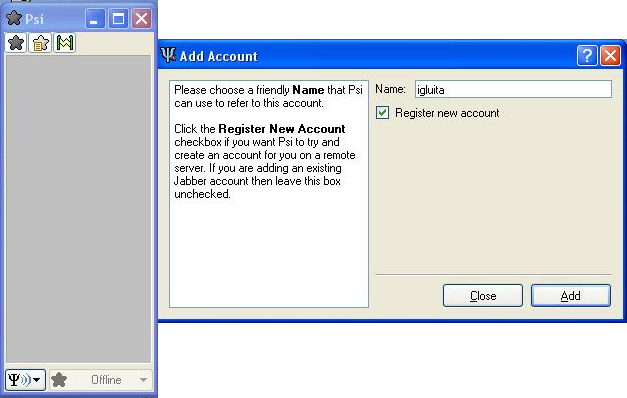 Psi
Add Account
Please choose a friendly Name that Psi
can use to refer to this account.
Click the Register New Account
checkbox if you want Psi to try and
create an account for you on a remote
server. If you are adding an existing
Jabber account then leave this box
unchecked.
Name: igluita
Register new account
Close
Add
Offline